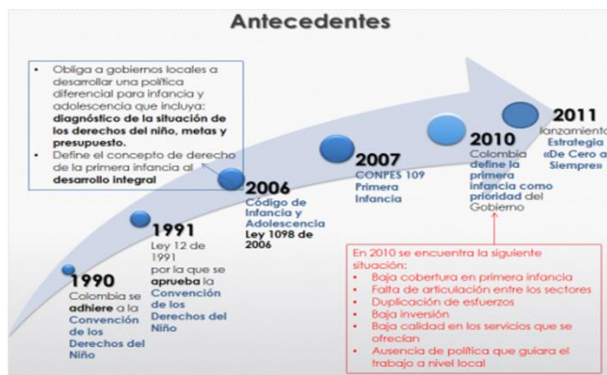 Antecedentes
• Obliga a gobiernos locales a
desarrollar una política
diferencial para infancia y
adolescencia que incluya:
diagnóstico de la situación de
los derechos del niño, metas y
presupuesto.
• Define el concepto de derecho
de la primera infancia al
desarrollo integral
1990
Colombia se
adhiere a la
Convención
de los
Derechos del
Niño
1991
Ley 12 de
1991
por la que se
aprueba la
Convención
de los
Derechos del
Niño
2006
Código de
Infancia y
Adolescencia
Ley 1098 de
2006
2007
CONPES 109
Primera
Infancia
2010
Colombia
define la
primera
infancia como
prioridad del
Gobierno
2011
lanzamiento
Estrategia
«De Cero a
Siempre»
En 2010 se encuentra la siguiente
situación:
• Baja cobertura en primera infancia
• Falta de articulación entre los sectores
• Duplicación de esfuerzos
• Baja inversión
• Baja calidad en los servicios que se
ofrecían
• Ausencia de política que guiara el
trabajo a nivel local